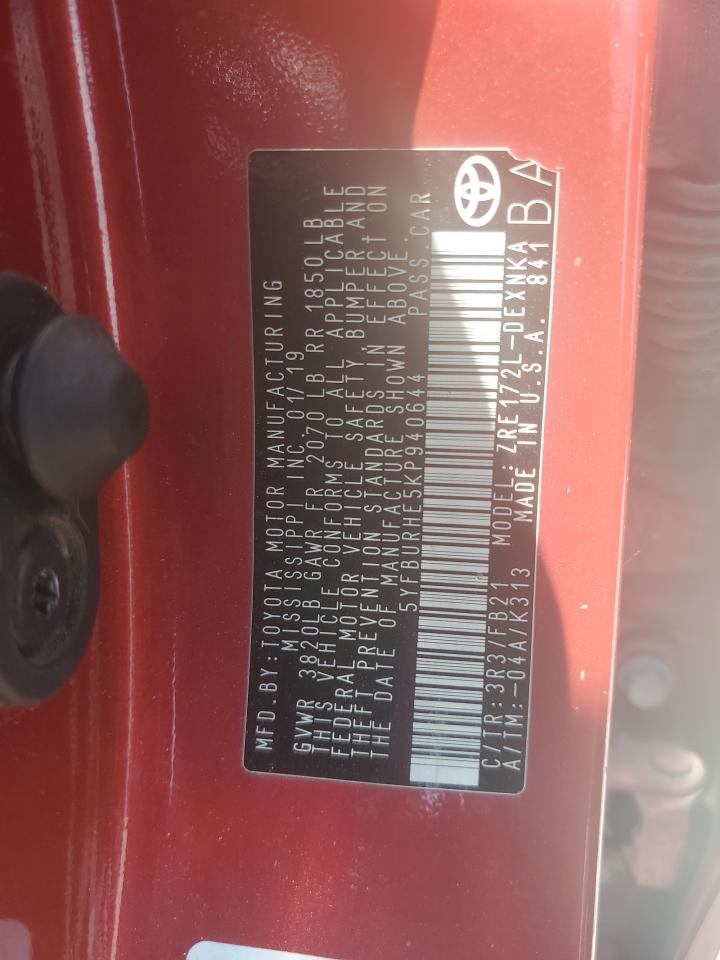 MFD.BY:TOYOTA MOTOR MANUFACTURING
MISSISSIPPI INC. 01/19
GVWR 3820LB GAWR FR 2070 LB RR 1850LB
THIS VEHICLE CONFORMS TO ALL APPLICABLE
FEDERAL MOTOR VEHICLE SAFETY, BUMPER, AND
THEFT PREVENTION STANDARDS IN EFFECT ON
THE DATE OF MANUFACTURE SHOWN ABOVE.
5YFBURHE5KP940644 PASS.CAR
C/TR:3R3/FB21 MODEL:ZRE172L-DEXNKA
A/TM:-04A/K313 MADE IN U.S.A. 841 BA